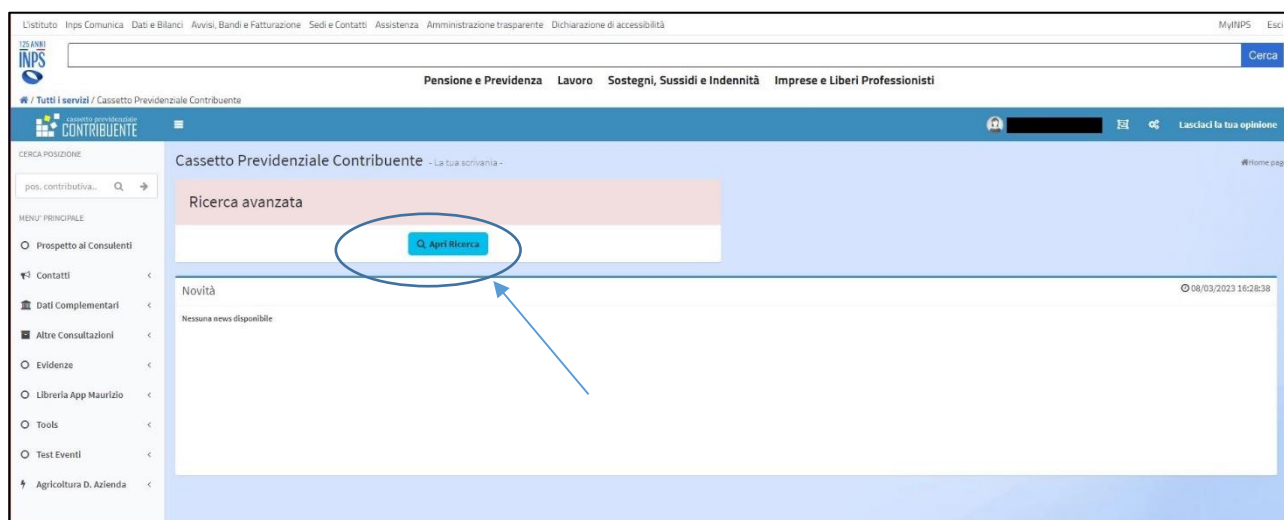 L'istituto Inps Comunica Dati e Bilanci Avvisi, Bandi e Fatturazione Sedi e Contatti Assistenza Amministrazione trasparente Dichiarazione di accessibilità MyINPS Esci
125 ANNI
INPS
Cerca
Pensione e Previdenza Lavoro Sostegni, Sussidi e Indennità Imprese e Liberi Professionisti
/ Tutti i servizi / Cassetto Previdenziale Contribuente
cassetto previdenziale
CONTRIBUENTE
Lasciaci la tua opinione
CERCA POSIZIONE
Cassetto Previdenziale Contribuente - La tua scrivania -
Home pag
pos. contributiva..
Ricerca avanzata
MENU' PRINCIPALE
Prospetto ai Consulenti
Apri Ricerca
Contatti
Novità
08/03/2023 16:28:38
Dati Complementari
Nessuna news disponibile
Altre Consultazioni
Evidenze
Libreria App Maurizio
Tools
Test Eventi
Agricoltura D. Azienda